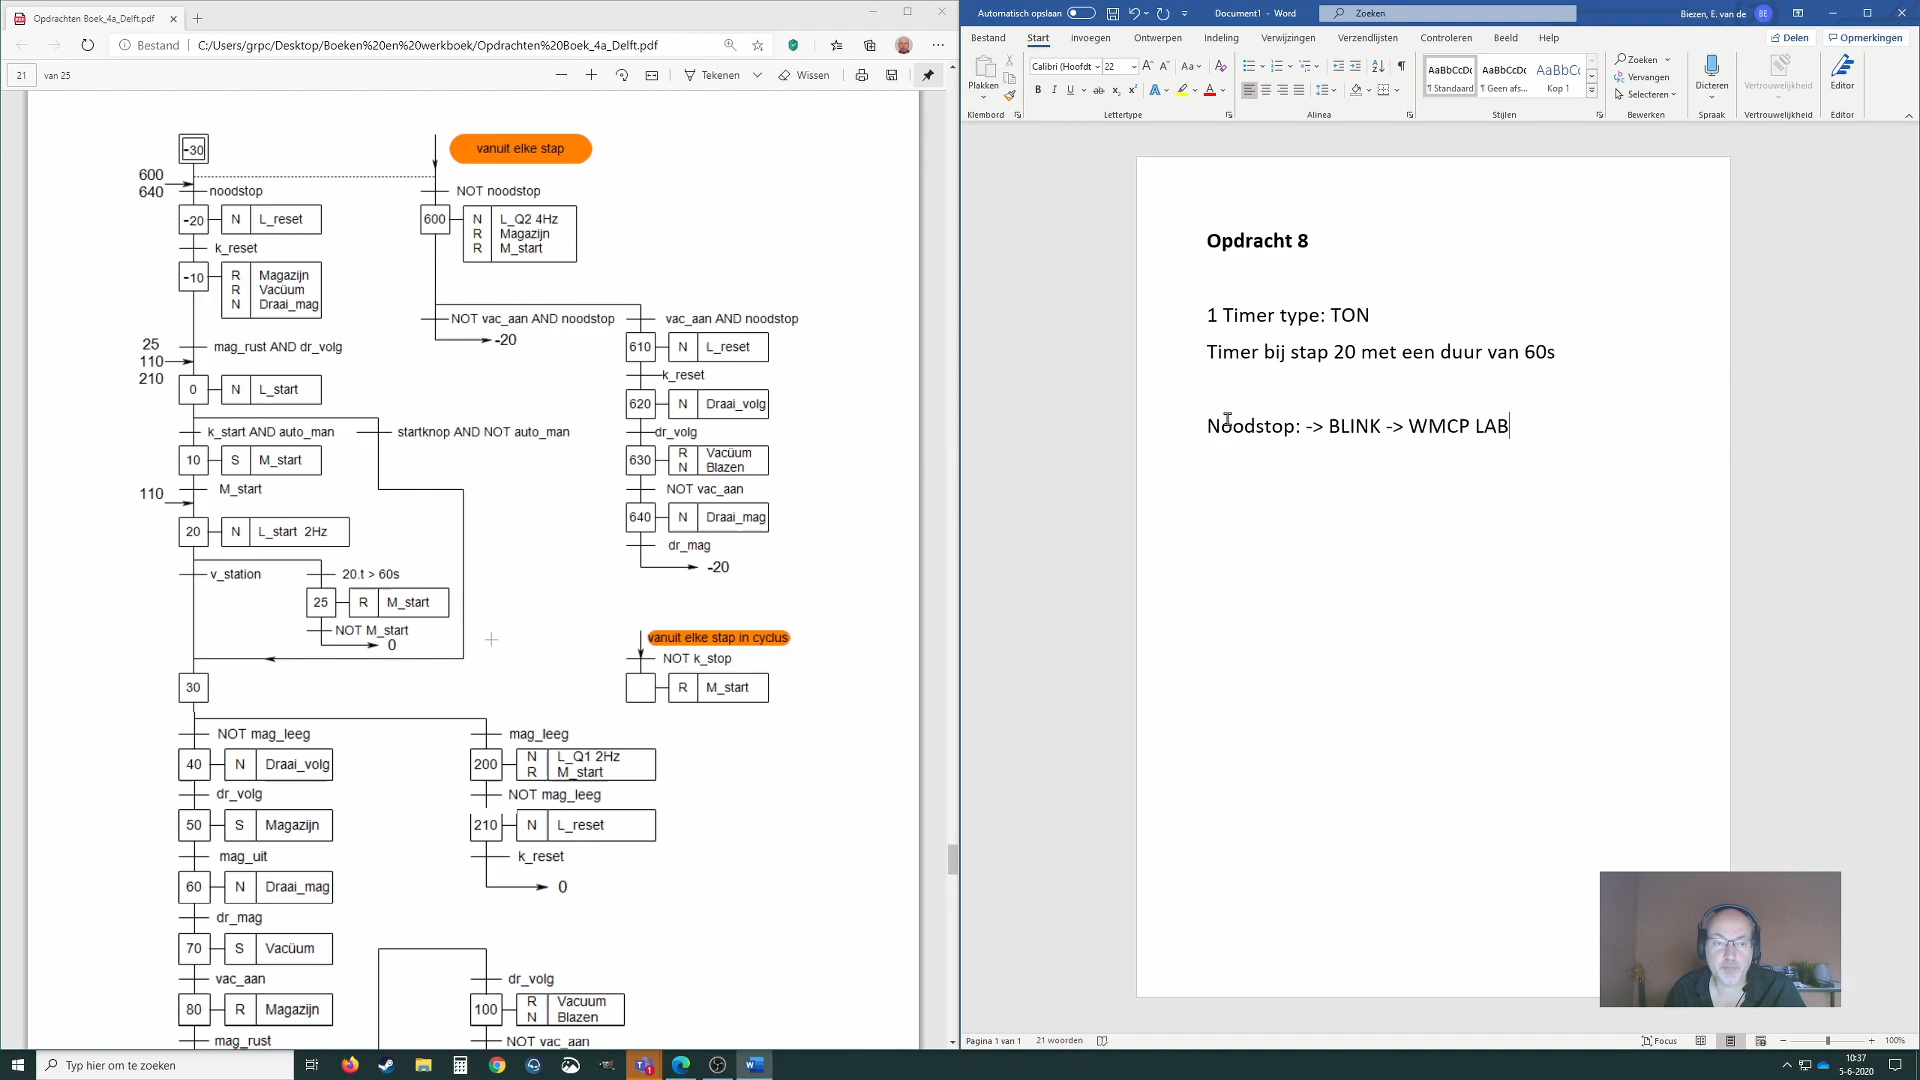 Opdrachten Boek_4a_Delft.pdf
Bestand
C:/Users/grpc/Desktop/Boeken%20en%20werkboek/Opdrachten%20Boek_4a_Delft.pdf
21 van 25
Tekenen
Wissen
-30
vanuit elke stap
600
640
noodstop
NOT noodstop
-20 N L_reset
600 N L_Q2 4Hz
R Magazijn
R M_start
k_reset
-10 R Magazijn
R Vacüum
N Draai_mag
NOT vac_aan AND noodstop
vac_aan AND noodstop
-20
25
110
210
mag_rust AND dr_volg
610 N L_reset
k_reset
0 N L_start
620 N Draai_volg
k_start AND auto_man
startknop AND NOT auto_man
dr_volg
10 S M_start
630 R Vacüum
N Blazen
110
M_start
NOT vac_aan
20 N L_start 2Hz
640 N Draai_mag
dr_mag
-20
v_station
20.t > 60s
25 R M_start
NOT M_start
0
vanuit elke stap in cyclus
NOT k_stop
R M_start
30
NOT mag_leeg
mag_leeg
40 N Draai_volg
200 N L_Q1 2Hz
R M_start
dr_volg
NOT mag_leeg
50 S Magazijn
210 N L_reset
mag_uit
k_reset
60 N Draai_mag
0
dr_mag
70 S Vacüum
vac_aan
dr_volg
80 R Magazijn
100 R Vacuum
N Blazen
mag_rust
NOT vac_aan
Automatisch opslaan
Document1 - Word
Zoeken
Biezen, E. van de
BE
Bestand Start Invoegen Ontwerpen Indeling Verwijzingen Verzendlijsten Controleren Beeld Help
Delen
Opmerkingen
Plakken
Calibri (Hoofdt
22
AaBbCcDc AaBbCcDc AaBbCc
¶ Standaard ¶ Geen afs... Kop 1
Zoeken
Vervangen
Selecteren
Dicteren
Vertrouwelijkheid
Editor
Klembord Lettertype Alinea Stijlen Bewerken Spraak Vertrouwelijkheid Editor
Opdracht 8
1 Timer type: TON
Timer bij stap 20 met een duur van 60s
Noodstop: -> BLINK -> WMCP LAB
Pagina 1 van 1
21 woorden
Focus
100%
Typ hier om te zoeken
10:37
5-6-2020